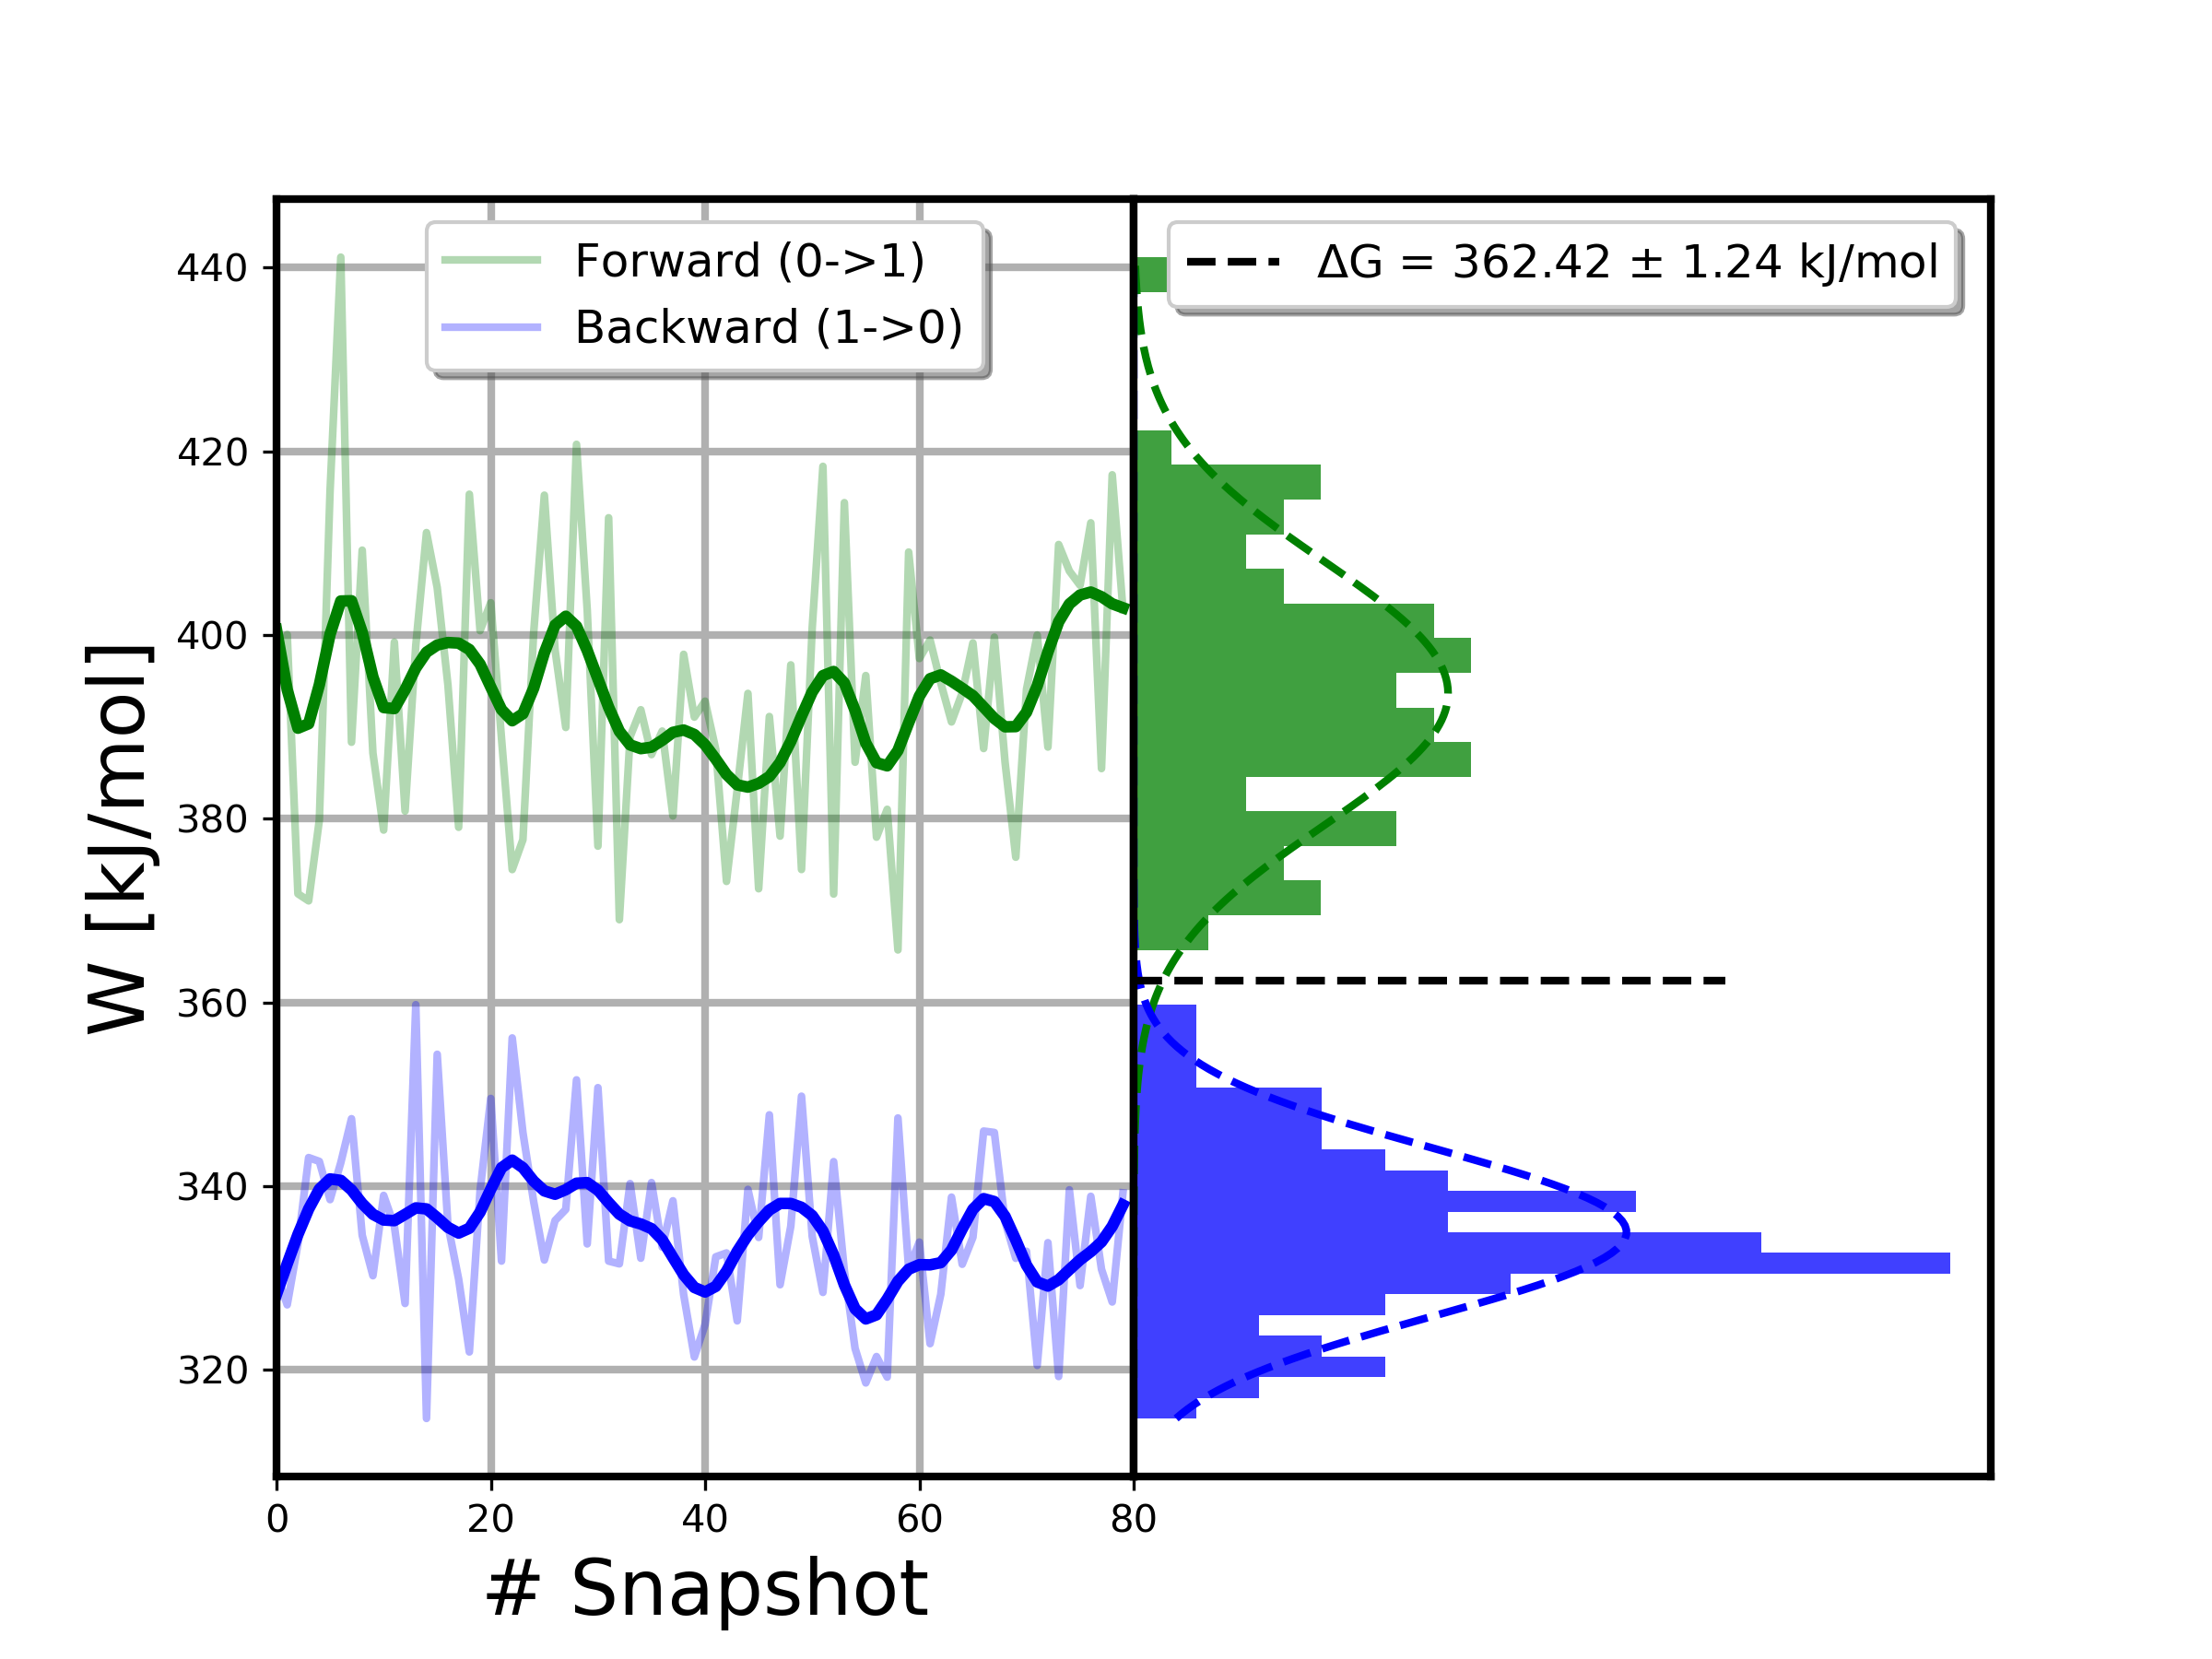 Forward (0->1)
Backward (1->0)
ΔG = 362.42 ± 1.24 kJ/mol
W [kJ/mol]
440
420
400
380
360
340
320
0 20 40 60 80
# Snapshot